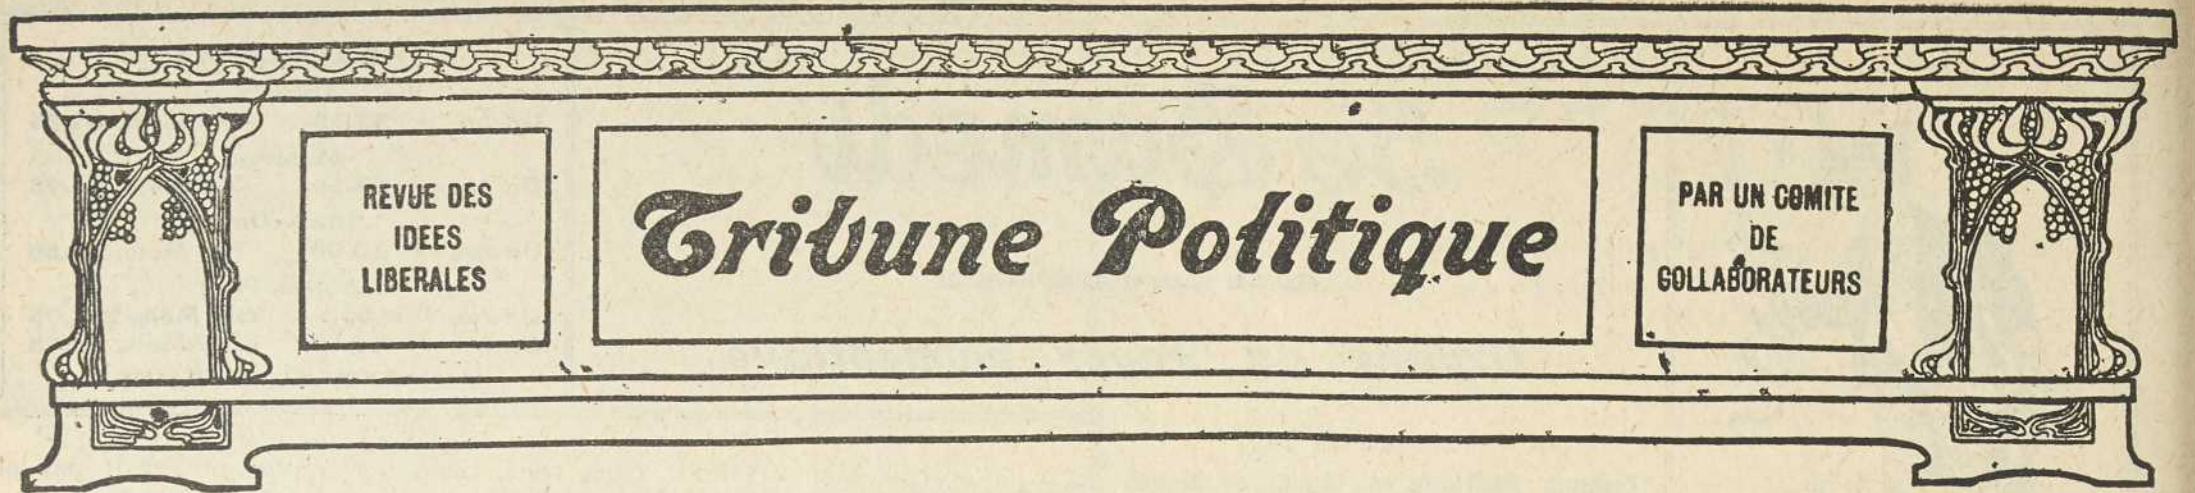 REVUE DES
IDEES
LIBERALES
Tribune Politique
PAR UN COMITE
DE
COLLABORATEURS